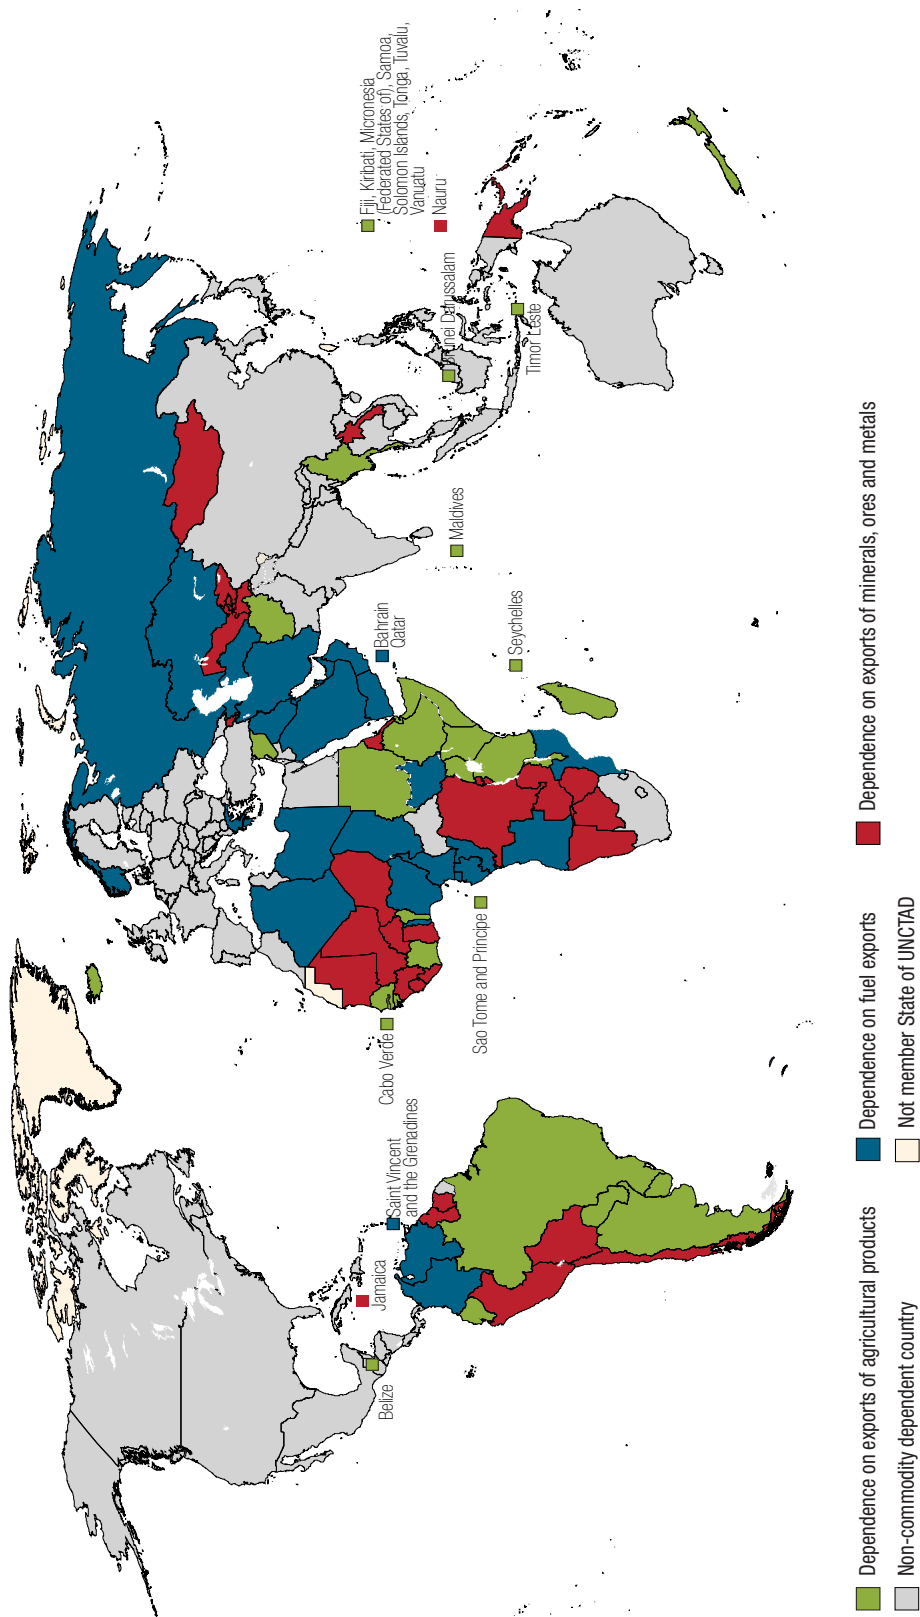 Fiji, Kiribati, Micronesia
(Federated States of), Samoa,
Solomon Islands, Tonga, Tuvalu,
Vanuatu
Nauru
Brunei Darussalam
Timor Leste
Maldives
Bahrain
Qatar
Seychelles
Sao Tome and Principe
Cabo Verde
Saint Vincent
and the Grenadines
Jamaica
Belize
Dependence on exports of agricultural products
Dependence on fuel exports
Dependence on exports of minerals, ores and metals
Non-commodity dependent country
Not member State of UNCTAD